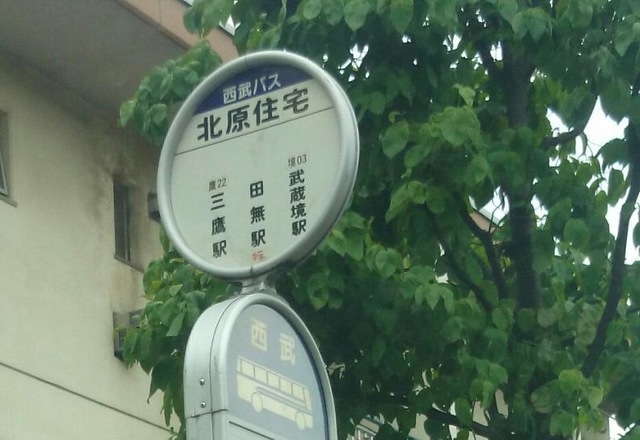 西武バス
北原住宅
境03
武蔵境駅
田無駅
鷹22
三鷹駅
西武